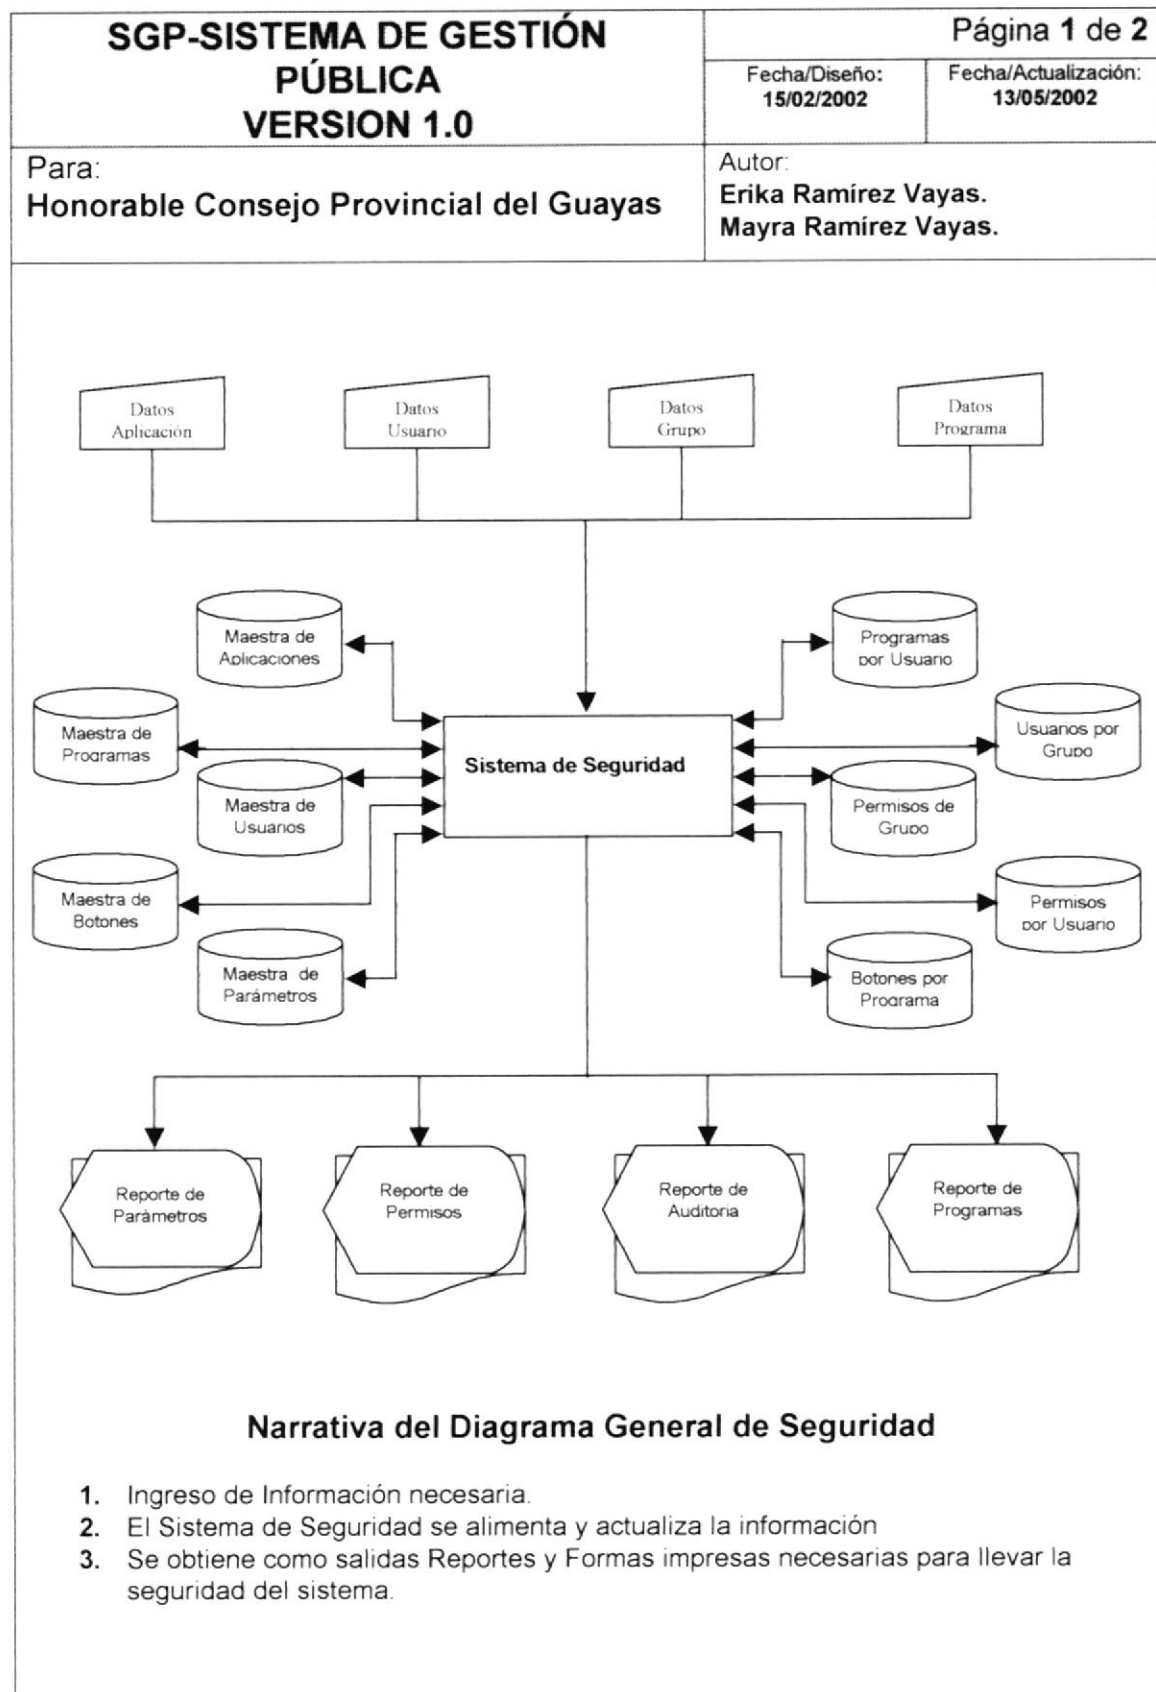 SGP-SISTEMA DE GESTIÓN
PÚBLICA
VERSION 1.0
Página 1 de 2
Fecha/Diseño:
15/02/2002
Fecha/Actualización:
13/05/2002
Para:
Honorable Consejo Provincial del Guayas
Autor:
Erika Ramírez Vayas.
Mayra Ramírez Vayas.
Datos
Aplicación
Datos
Usuario
Datos
Grupo
Datos
Programa
Maestra de
Aplicaciones
Programas
por Usuario
Maestra de
Programas
Usuarios por
Grupo
Sistema de Seguridad
Maestra de
Usuarios
Permisos de
Grupo
Maestra de
Botones
Permisos
por Usuario
Maestra de
Parámetros
Botones por
Programa
Reporte de
Parámetros
Reporte de
Permisos
Reporte de
Auditoria
Reporte de
Programas
Narrativa del Diagrama General de Seguridad
1. Ingreso de Información necesaria.
2. El Sistema de Seguridad se alimenta y actualiza la información
3. Se obtiene como salidas Reportes y Formas impresas necesarias para llevar la
seguridad del sistema.